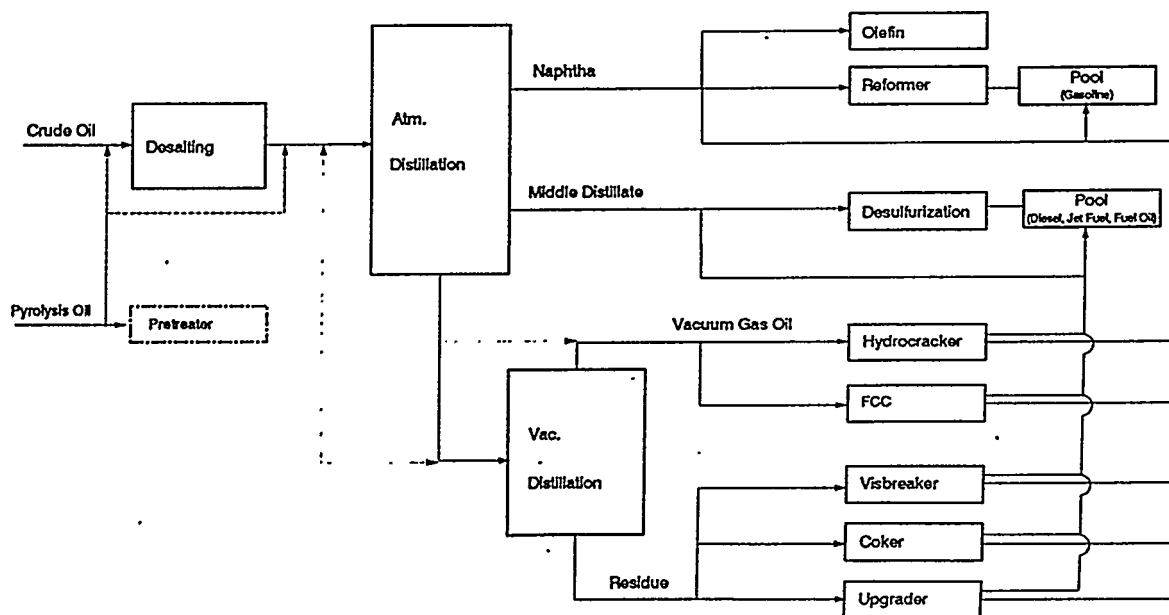 Olefin
Naphtha
Reformer
Pool
(Gasoline)
Crude Oil
Desalting
Atm.
Distillation
Middle Distillate
Desulfurization
Pool
(Diesel, Jet Fuel, Fuel Oil)
Pyrolysis Oil
Pretreator
Vacuum Gas Oil
Hydrocracker
FCC
Vac.
Distillation
Visbreaker
Coker
Residue
Upgrader